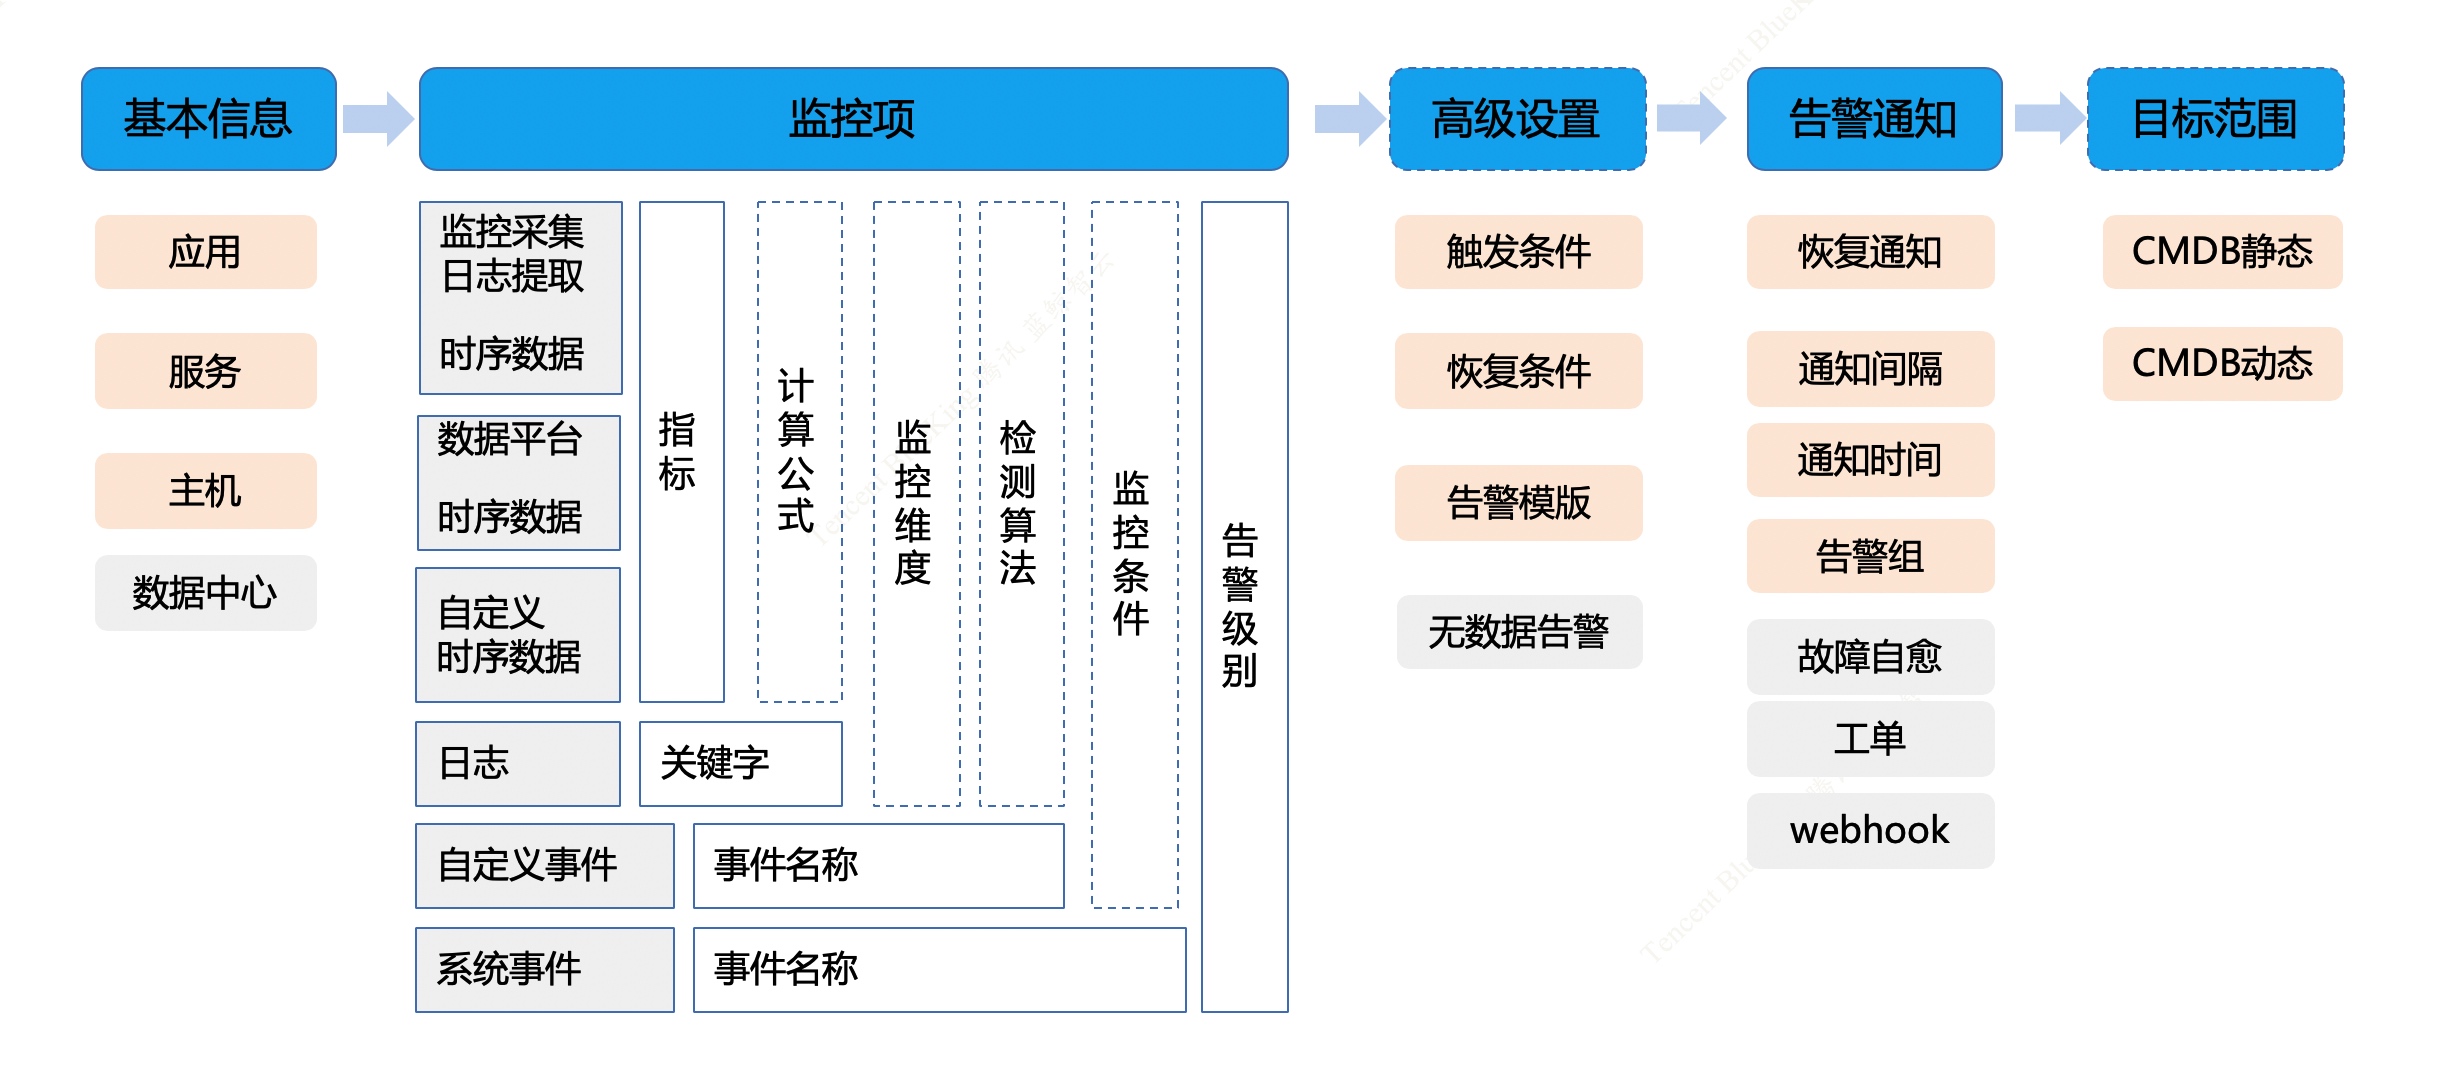 基本信息
监控项
高级设置
告警通知
目标范围
应用
服务
主机
数据中心
监控采集
日志提取
时序数据
数据平台
时序数据
自定义
时序数据
日志
自定义事件
系统事件
指标
关键字
事件名称
事件名称
计算公式
监控维度
检测算法
监控条件
告警级别
触发条件
恢复条件
告警模版
无数据告警
恢复通知
通知间隔
通知时间
告警组
故障自愈
工单
webhook
CMDB静态
CMDB动态